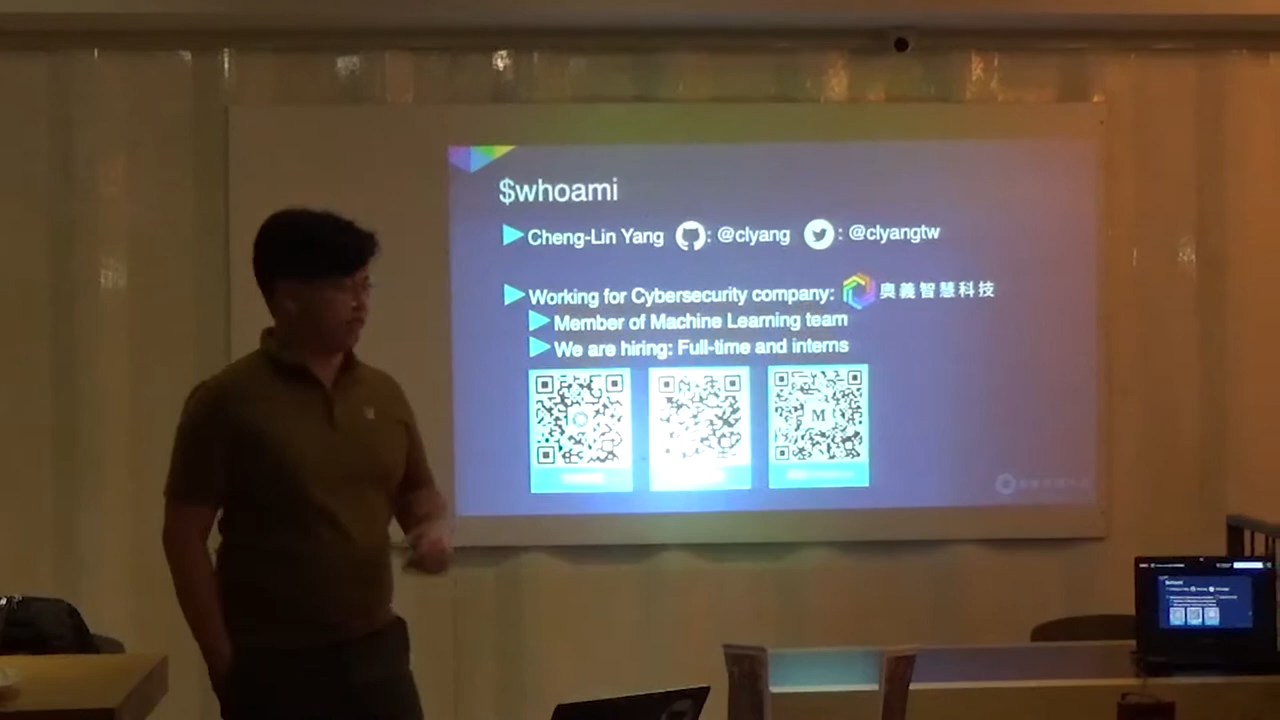 $whoami
Cheng-Lin Yang : @clyang : @clyangtw
Working for Cybersecurity company: 奧義智慧科技
Member of Machine Learning team
We are hiring: Full-time and interns
M